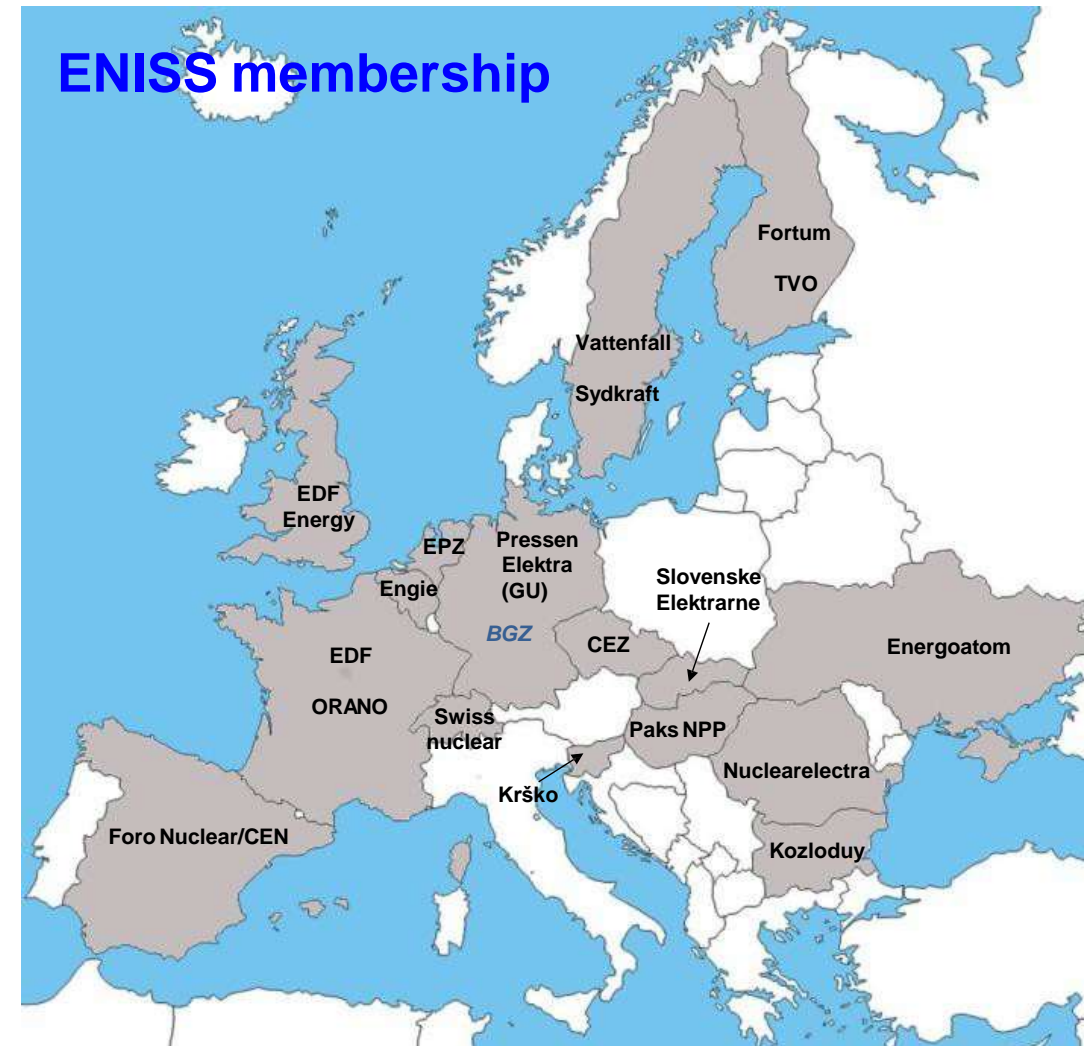 ENISS membership
Fortum
TVO
Vattenfall
Sydkraft
EDF
Energy
EPZ
Pressen
Elektra
(GU)
Engie
BGZ
Slovenske
Elektrarne
CEZ
Energoatom
EDF
ORANO
Swiss
nuclear
Paks NPP
Nuclearelectra
Krško
Foro Nuclear/CEN
Kozloduy